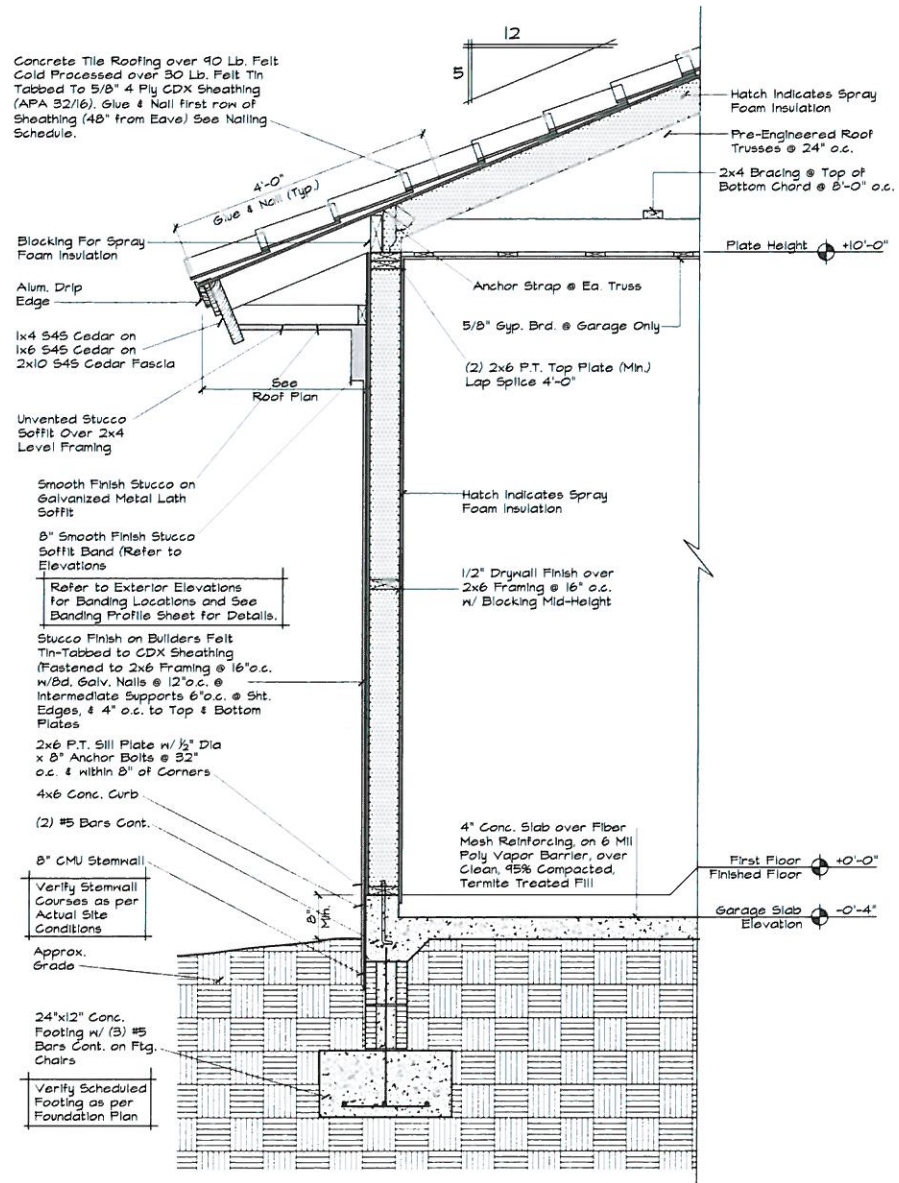 12
5
Concrete Tile Roofing over 90 Lb. Felt
Cold Processed over 30 Lb. Felt Tin
Tabbed To 5/8" 4 Ply CDX Sheathing
(APA 32/16). Glue & Nail first row of
Sheathing (48" from Eave) See Nailing
Schedule.
4'-0"
Glue & Nail (Typ.)
Blocking For Spray
Foam Insulation
Alum. Drip
Edge
1x4 S4S Cedar on
1x6 S4S Cedar on
2x10 S4S Cedar Fascia
See
Roof Plan
Unvented Stucco
Soffit Over 2x4
Level Framing
Smooth Finish Stucco on
Galvanized Metal Lath
Soffit
8" Smooth Finish Stucco
Soffit Band (Refer to
Elevations
Refer to Exterior Elevations
for Banding Locations and See
Banding Profile Sheet for Details.
Stucco Finish on Builders Felt
Tin-Tabbed to CDX Sheathing
(Fastened to 2x6 Framing @ 16"o.c.
w/8d. Galv. Nails @ 12"o.c. @
Intermediate Supports 6"o.c. @ Sht.
Edges, & 4" o.c. to Top & Bottom
Plates
2x6 P.T. Sill Plate w/ 1/2" Dia
x 8" Anchor Bolts @ 32"
o.c. & within 8" of Corners
4x6 Conc. Curb
(2) #5 Bars Cont.
8" CMU Stemwall
Verify Stemwall
Courses as per
Actual Site
Conditions
Approx.
Grade
24"x12" Conc.
Footing w/ (3) #5
Bars Cont. on Ftg.
Chairs
Verify Scheduled
Footing as per
Foundation Plan
8"
Min.
Hatch Indicates Spray
Foam Insulation
Pre-Engineered Roof
Trusses @ 24" o.c.
2x4 Bracing @ Top of
Bottom Chord @ 8'-0" o.c.
Plate Height +10'-0"
Anchor Strap @ Ea. Truss
5/8" Gyp. Brd. @ Garage Only
(2) 2x6 P.T. Top Plate (Min.)
Lap Splice 4'-0"
Hatch Indicates Spray
Foam Insulation
1/2" Drywall Finish over
2x6 Framing @ 16" o.c.
w/ Blocking Mid-Height
4" Conc. Slab over Fiber
Mesh Reinforcing, on 6 Mil
Poly Vapor Barrier, over
Clean, 95% Compacted,
Termite Treated Fill
First Floor +0'-0"
Finished Floor
Garage Slab -0'-4"
Elevation